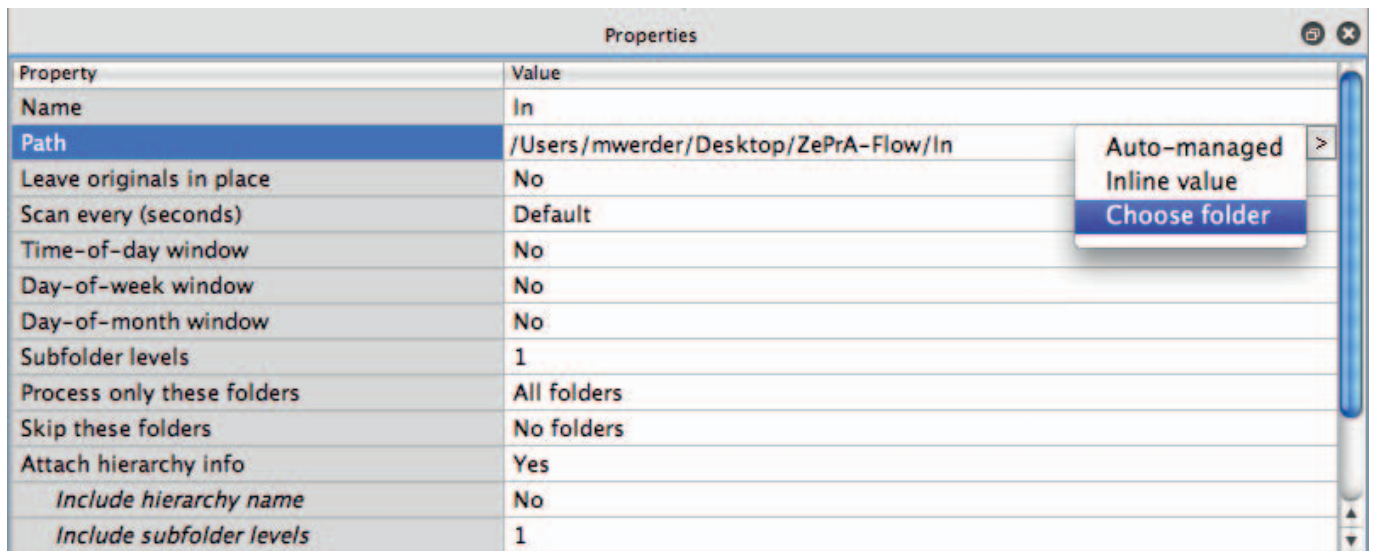 Properties
Property Value
Name In
Path /Users/mwerder/Desktop/ZePrA-Flow/In Auto-managed >
Leave originals in place No Inline value
Scan every (seconds) Default Choose folder
Time-of-day window No
Day-of-week window No
Day-of-month window No
Subfolder levels 1
Process only these folders All folders
Skip these folders No folders
Attach hierarchy info Yes
Include hierarchy name No
Include subfolder levels 1